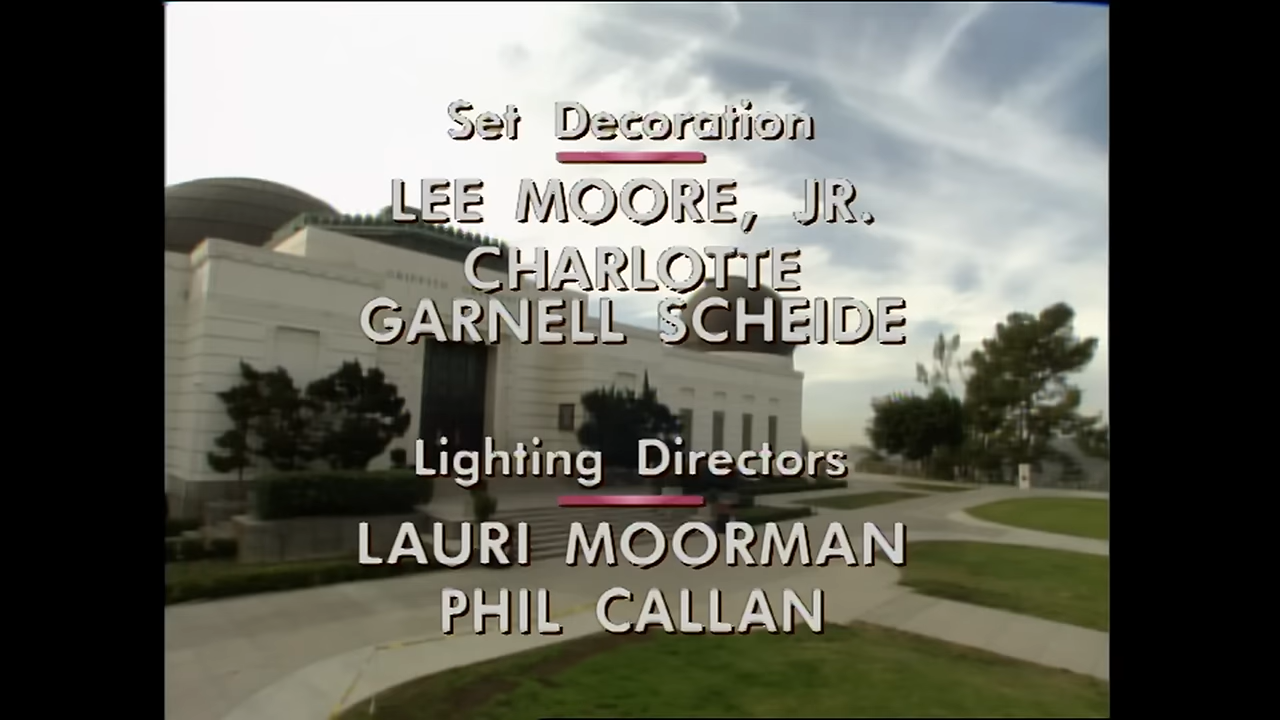 Set Decoration
LEE MOORE, JR.
CHARLOTTE
GARNELL SCHEIDE
Lighting Directors
LAURI MOORMAN
PHIL CALLAN